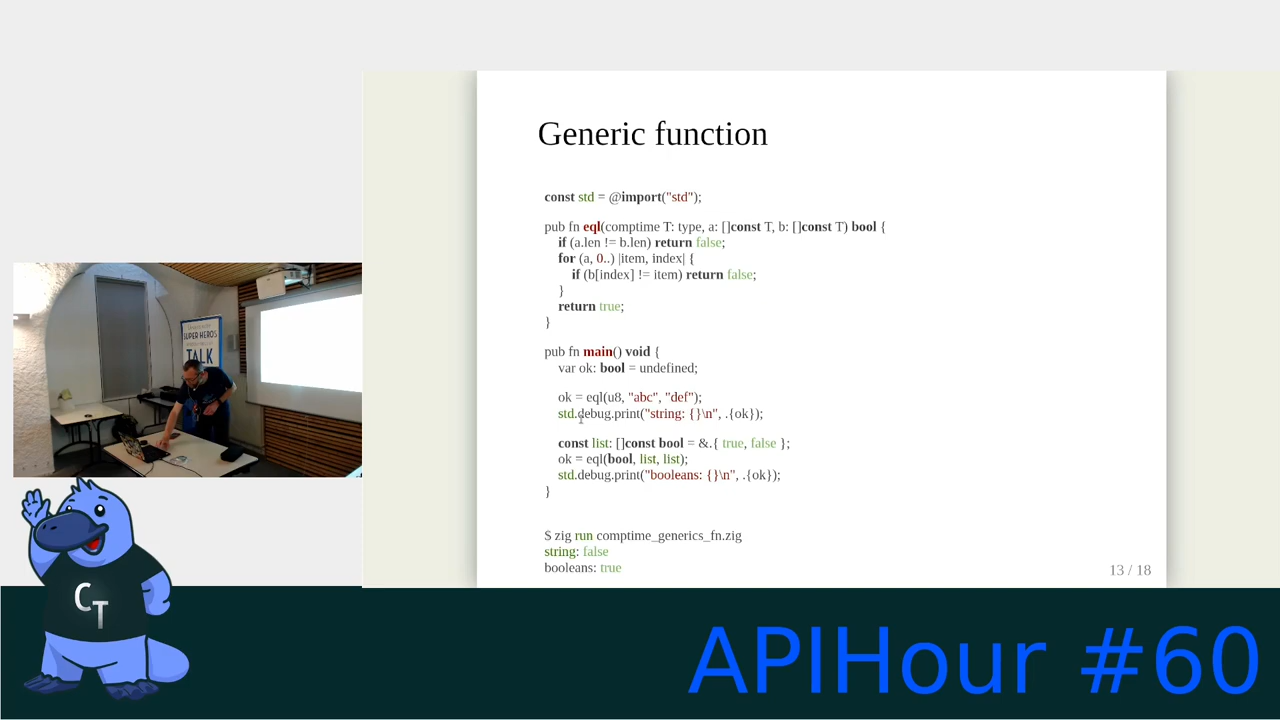 Generic function
const std = @import("std");
pub fn eql(comptime T: type, a: []const T, b: []const T) bool {
if (a.len != b.len) return false;
for (a, 0..) |item, index| {
if (b[index] != item) return false;
}
return true;
}
pub fn main() void {
var ok: bool = undefined;
ok = eql(u8, "abc", "def");
std.debug.print("string: {}\n", .{ok});
const list: []const bool = &.{ true, false };
ok = eql(bool, list, list);
std.debug.print("booleans: {}\n", .{ok});
}
$ zig run comptime_generics_fn.zig
string: false
booleans: true
13 / 18
SUPER HEROS
TALK
CT
APIHour #60